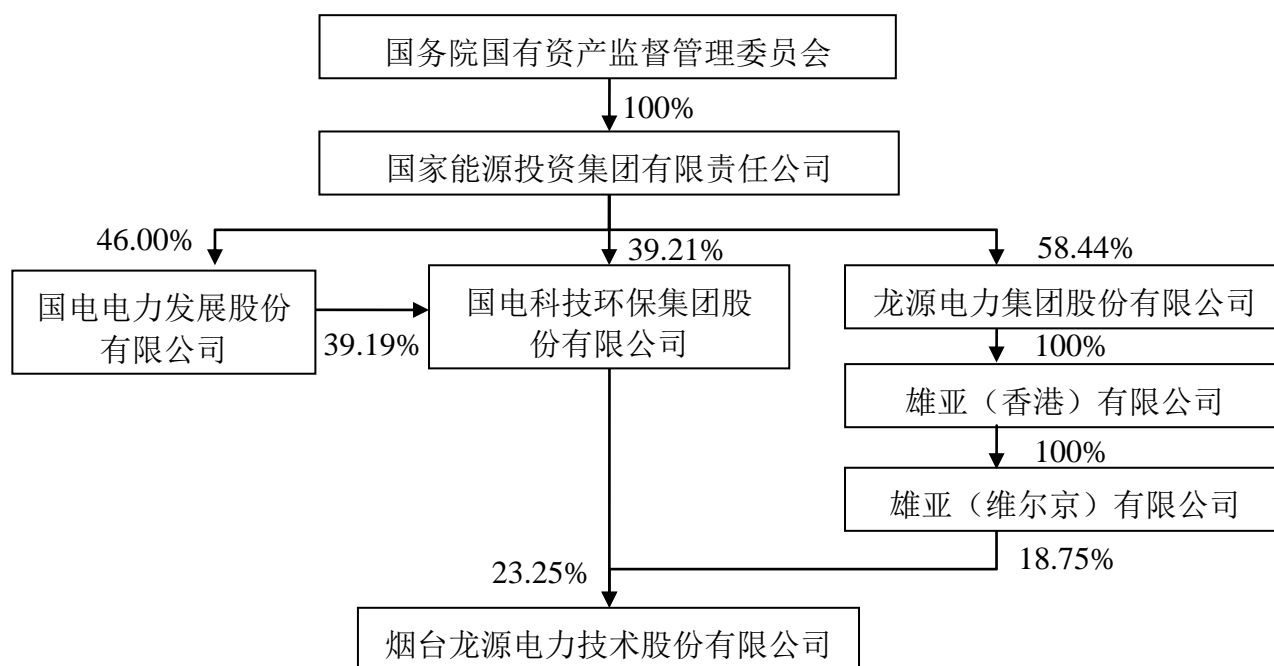 国务院国有资产监督管理委员会
100%
国家能源投资集团有限责任公司
46.00%
39.21%
58.44%
国电电力发展股份
有限公司
39.19%
国电科技环保集团股
份有限公司
龙源电力集团股份有限公司
100%
雄亚（香港）有限公司
100%
雄亚（维尔京）有限公司
23.25%
18.75%
烟台龙源电力技术股份有限公司